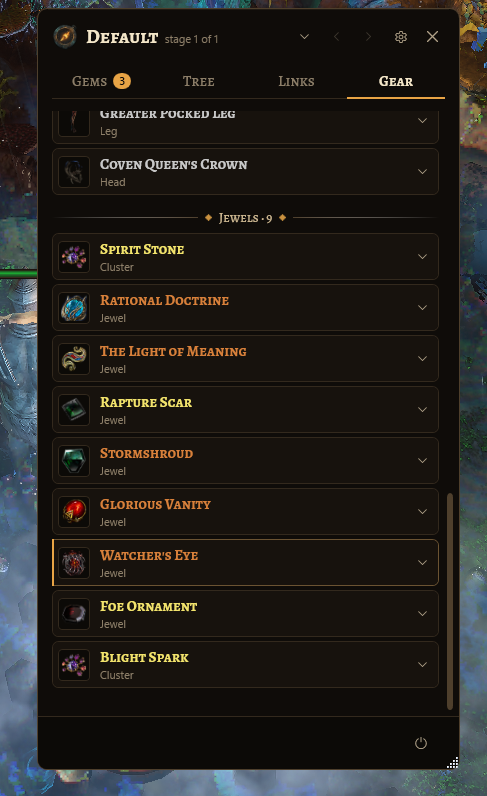 Default stage 1 of 1
Gems 3 Tree Links Gear
Greater Pocked Leg
Leg
Coven Queen's Crown
Head
Jewels · 9
Spirit Stone
Cluster
Rational Doctrine
Jewel
The Light of Meaning
Jewel
Rapture Scar
Jewel
Stormshroud
Jewel
Glorious Vanity
Jewel
Watcher's Eye
Jewel
Foe Ornament
Jewel
Blight Spark
Cluster